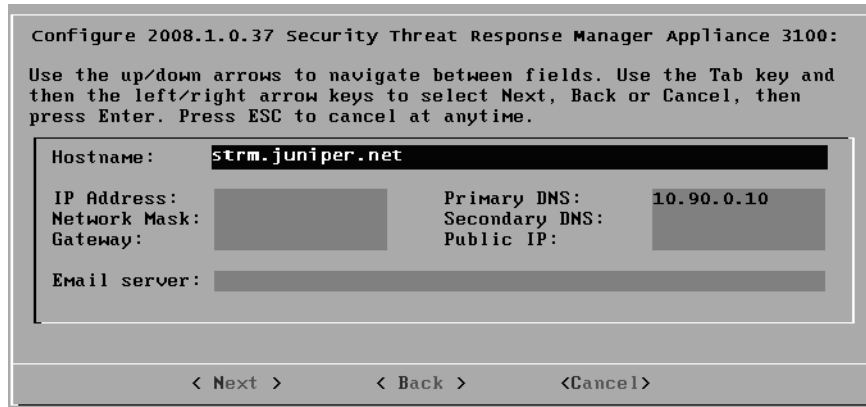 Configure 2008.1.0.37 Security Threat Response Manager Appliance 3100:
Use the up/down arrows to navigate between fields. Use the Tab key and
then the left/right arrow keys to select Next, Back or Cancel, then
press Enter. Press ESC to cancel at anytime.
Hostname: strm.juniper.net
IP Address: Primary DNS: 10.90.0.10
Network Mask: Secondary DNS:
Gateway: Public IP:
Email server:
< Next > < Back > <Cancel>